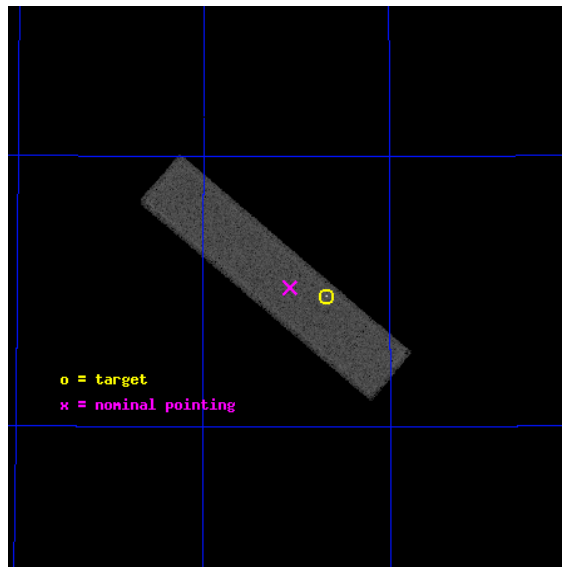 o = target
x = nominal pointing